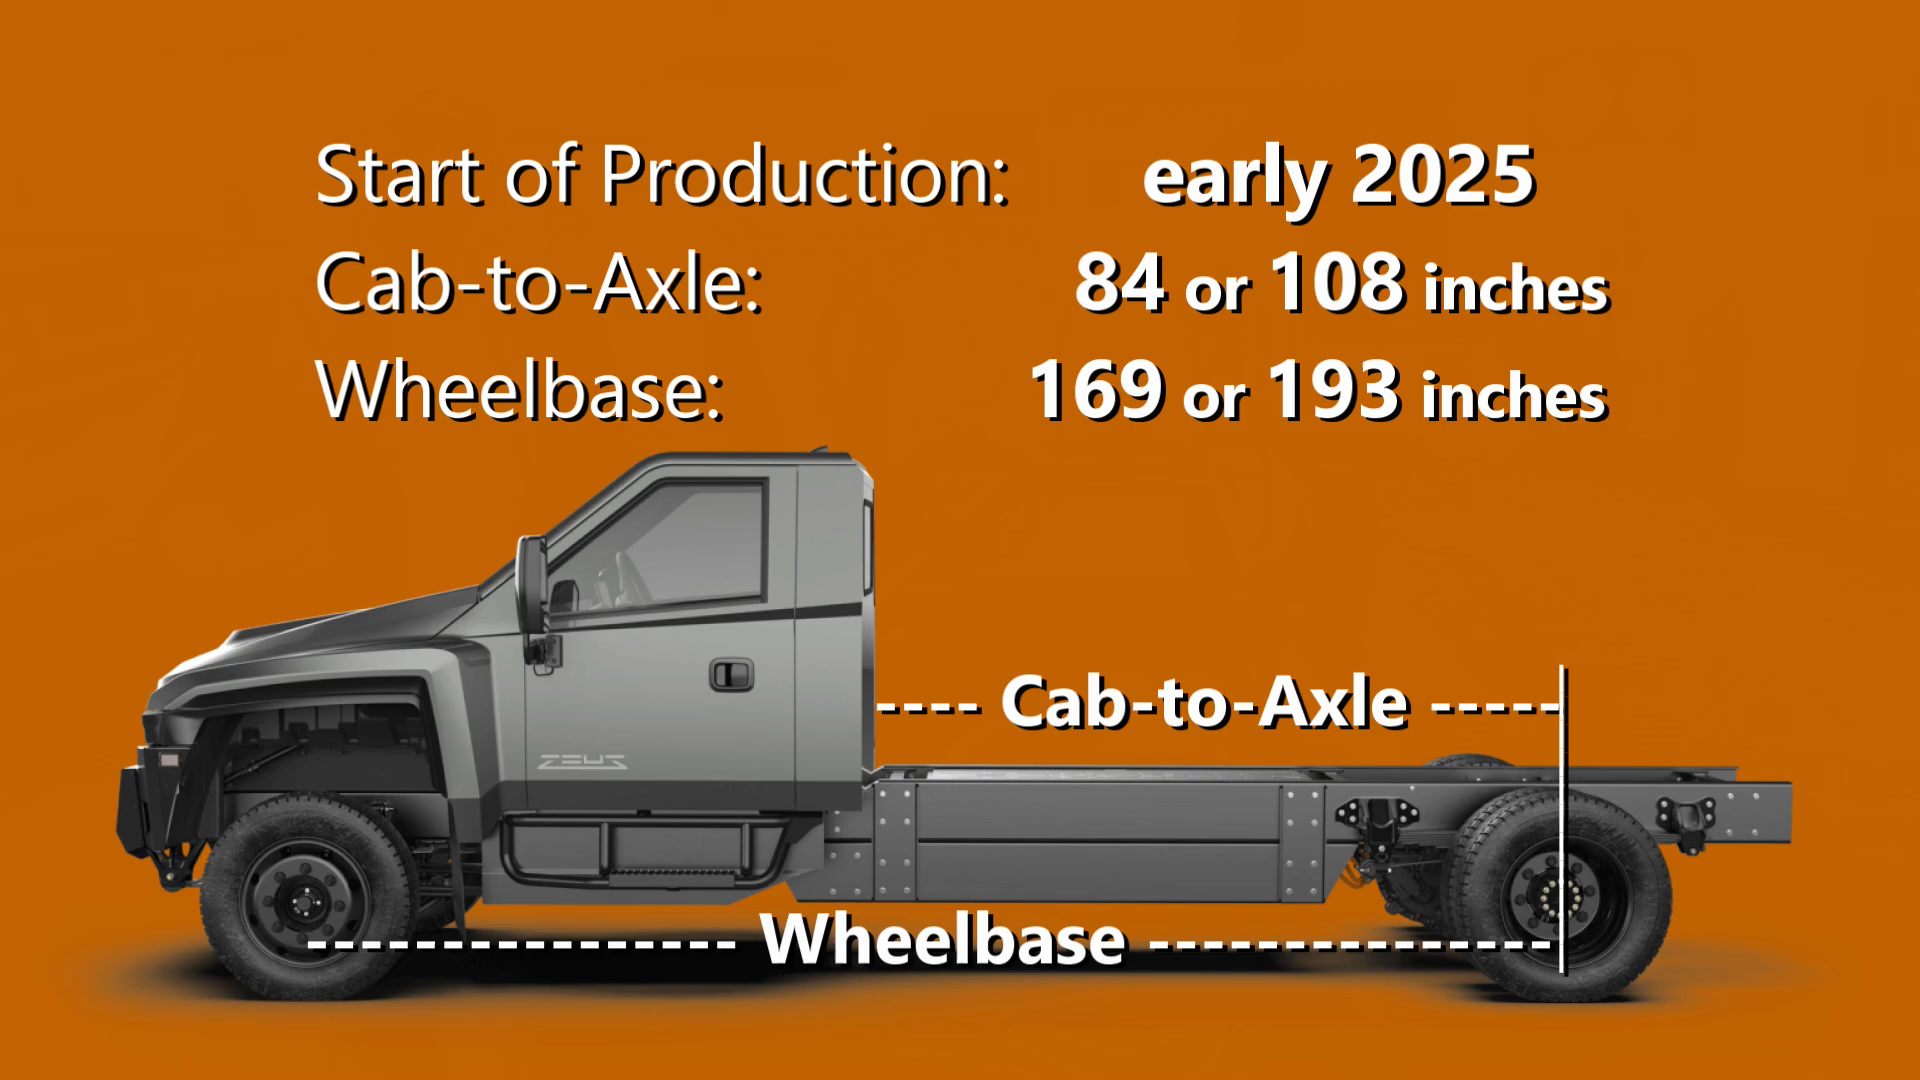 Start of Production: early 2025
Cab-to-Axle: 84 or 108 inches
Wheelbase: 169 or 193 inches
---- Cab-to-Axle -----
ZEUS
---------------- Wheelbase ---------------